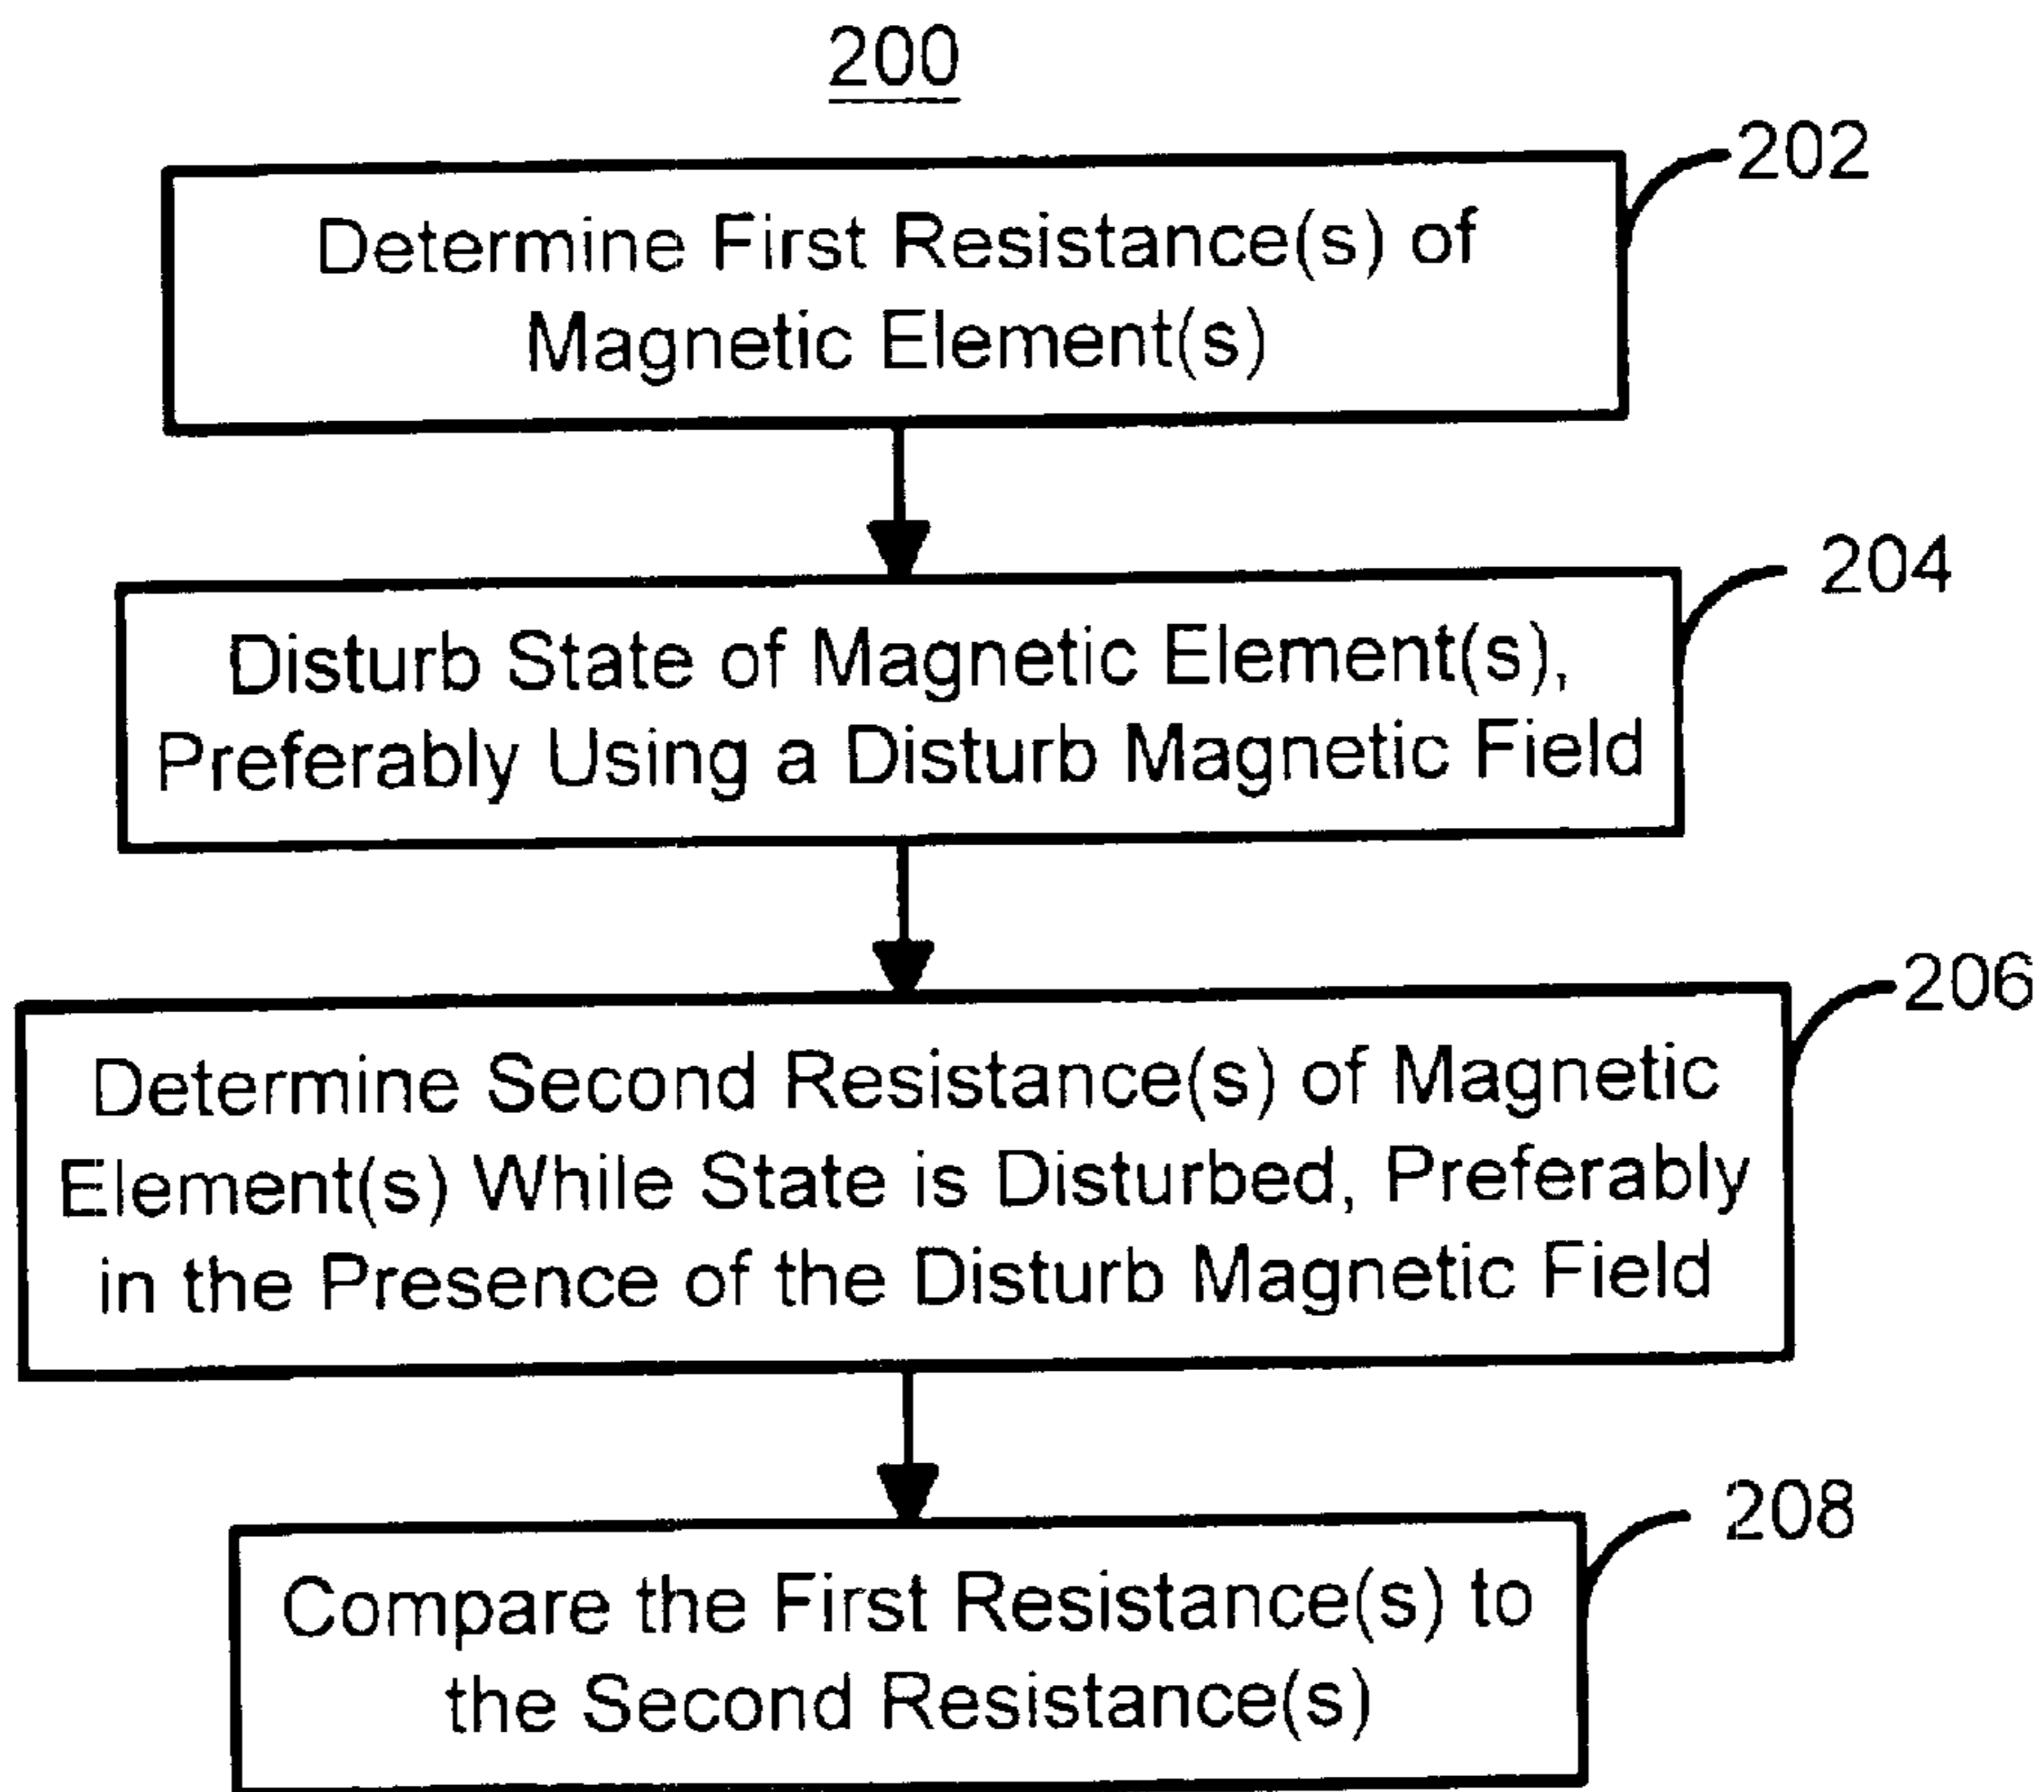 200
202
Determine First Resistance(s) of
Magnetic Element(s)
204
Disturb State of Magnetic Element(s),
Preferably Using a Disturb Magnetic Field
206
Determine Second Resistance(s) of Magnetic
Element(s) While State is Disturbed, Preferably
in the Presence of the Disturb Magnetic Field
208
Compare the First Resistance(s) to
the Second Resistance(s)